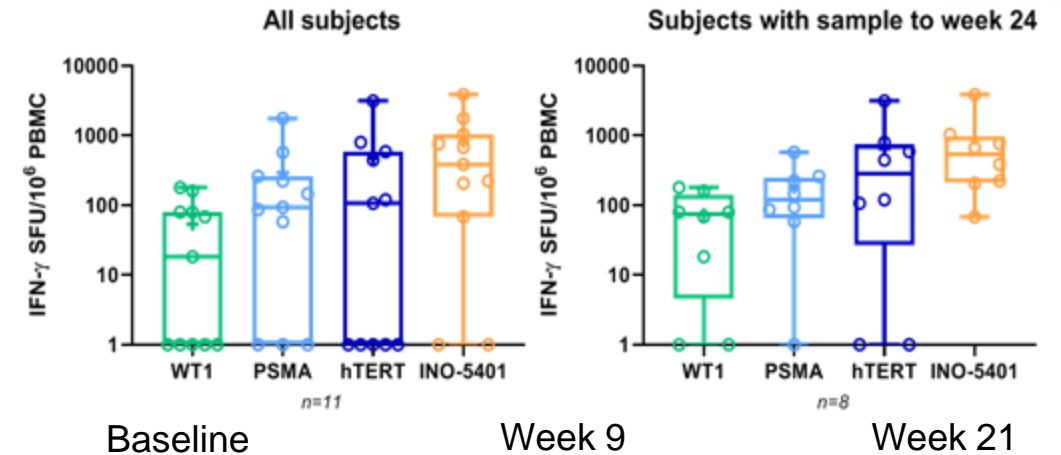 All subjects
IFN-γ SFU/10⁶ PBMC
10000
1000
100
10
1
WT1 PSMA hTERT INO-5401
n=11
Subjects with sample to week 24
IFN-γ SFU/10⁶ PBMC
10000
1000
100
10
1
WT1 PSMA hTERT INO-5401
n=8
Baseline Week 9 Week 21